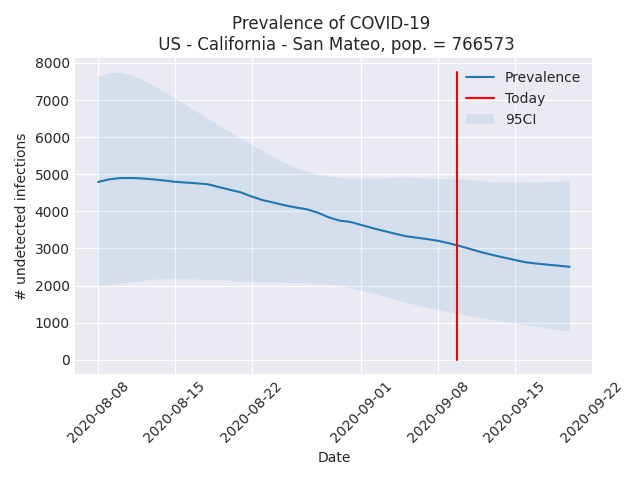 Prevalence of COVID-19
US - California - San Mateo, pop. = 766573
8000
7000
6000
5000
4000
3000
2000
1000
0
# undetected infections
Prevalence
Today
95CI
2020-08-08
2020-08-15
2020-08-22
2020-09-01
2020-09-08
2020-09-15
2020-09-22
Date